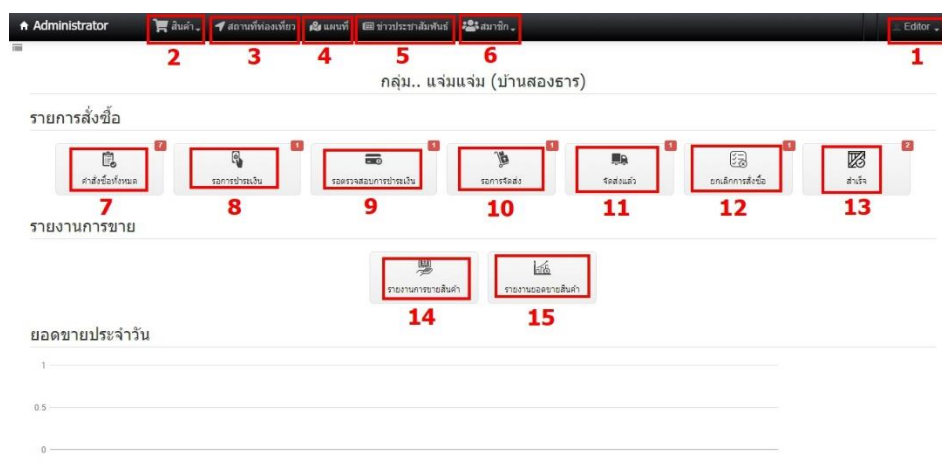 Administrator สินค้า สถานที่ท่องเที่ยว แผนที่ ข่าวประชาสัมพันธ์ สมาชิก Editor
2 3 4 5 6 1
กลุ่ม.. แจ่มแจ่ม (บ้านสองธาร)
รายการสั่งซื้อ
7 1 1 1 1 1 2
คำสั่งซื้อทั้งหมด รอการชำระเงิน รอตรวจสอบการชำระเงิน รอการจัดส่ง จัดส่งแล้ว ยกเลิกการสั่งซื้อ สำเร็จ
7 8 9 10 11 12 13
รายงานการขาย
รายงานการขายสินค้า รายงานยอดขายสินค้า
14 15
ยอดขายประจำวัน
1
0.5
0